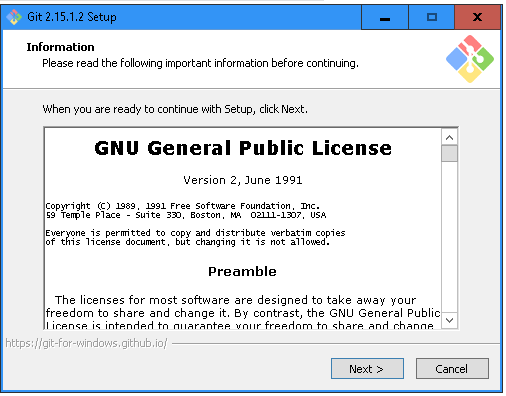 Git 2.15.1.2 Setup
Information
Please read the following important information before continuing.
When you are ready to continue with Setup, click Next.
GNU General Public License
Version 2, June 1991
Copyright (C) 1989, 1991 Free Software Foundation, Inc.
59 Temple Place - Suite 330, Boston, MA  02111-1307, USA
Everyone is permitted to copy and distribute verbatim copies
of this license document, but changing it is not allowed.
Preamble
The licenses for most software are designed to take away your
freedom to share and change it. By contrast, the GNU General Public
License is intended to guarantee your freedom to share and change
https://git-for-windows.github.io/
Next >
Cancel